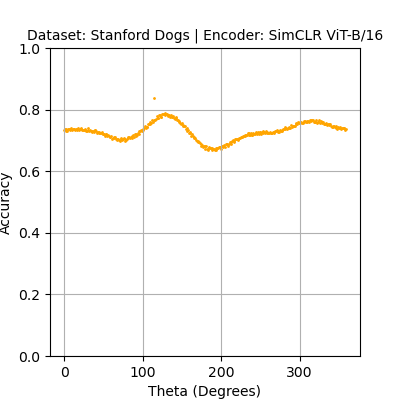 Dataset: Stanford Dogs | Encoder: SimCLR ViT-B/16
1.0
0.8
0.6
0.4
0.2
0.0
Accuracy
0 100 200 300
Theta (Degrees)